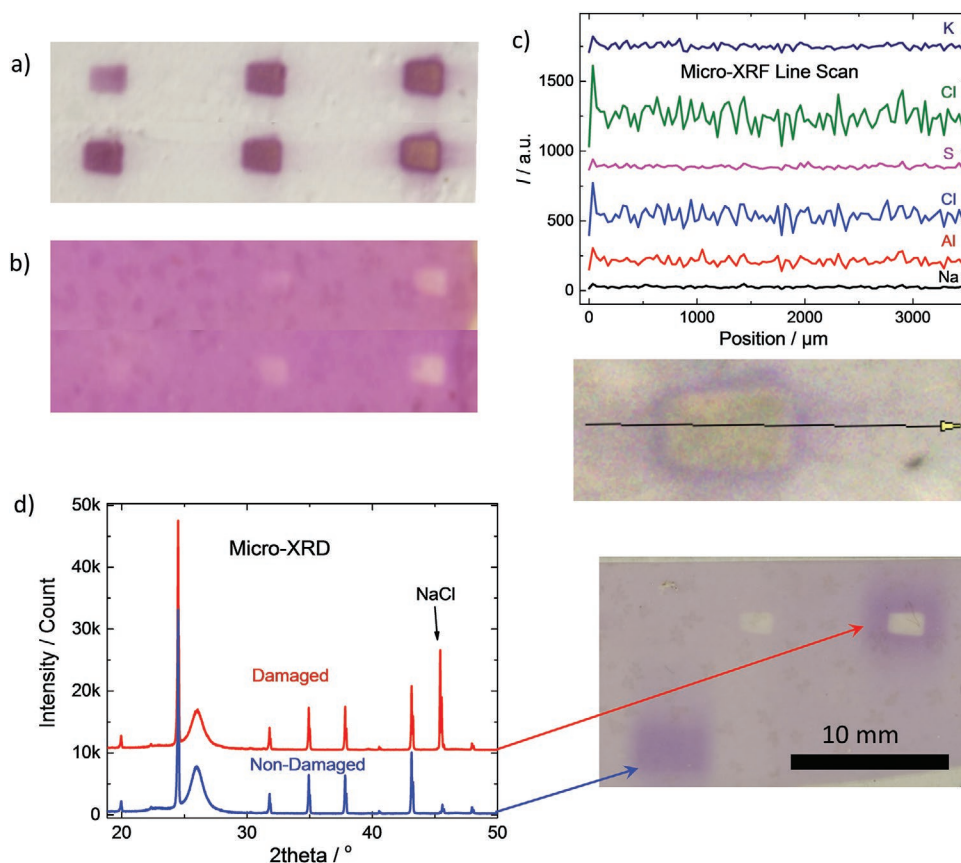 a)
b)
c)
K
Micro-XRF Line Scan
1500
Cl
1000
S
I / a.u.
Cl
500
Al
Na
0
0 1000 2000 3000
Position / µm
d)
50k
Micro-XRD
40k
NaCl
30k
Intensity / Count
20k
Damaged
10k
Non-Damaged
0
20 30 40 50
2theta / °
10 mm